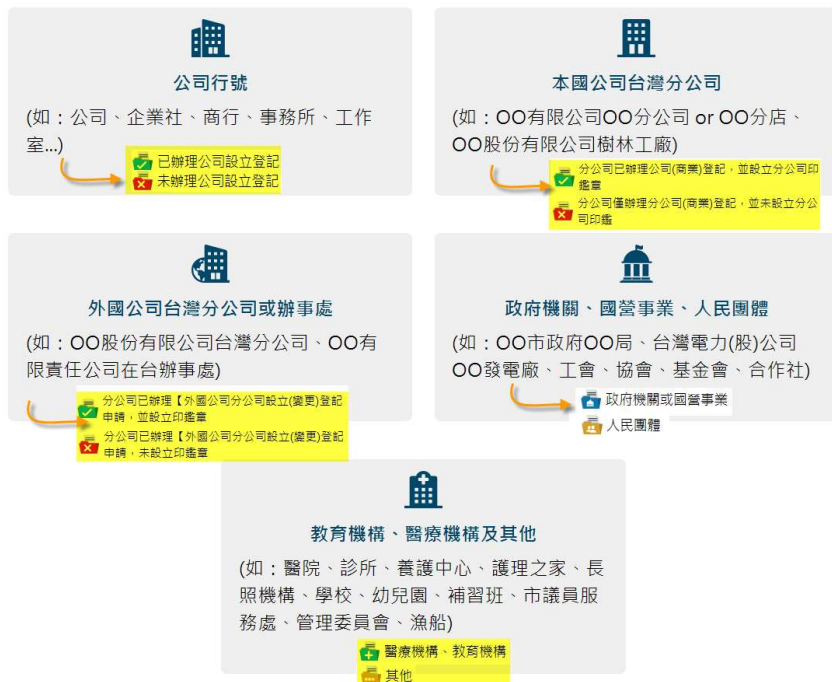 公司行號
(如：公司、企業社、商行、事務所、工作
室...)
已辦理公司設立登記
未辦理公司設立登記
本國公司台灣分公司
(如：OO有限公司OO分公司 or OO分店、
OO股份有限公司樹林工廠)
分公司已辦理公司(商業)登記，並設立分公司印
鑑章
分公司僅辦理分公司(商業)登記，並未設立分公
司印鑑
外國公司台灣分公司或辦事處
(如：OO股份有限公司台灣分公司、OO有
限責任公司在台辦事處)
分公司已辦理【外國公司分公司設立(變更)登記
申請，並設立印鑑章
分公司已辦理【外國公司分公司設立(變更)登記
申請，未設立印鑑章
政府機關、國營事業、人民團體
(如：OO市政府OO局、台灣電力(股)公司
OO發電廠、工會、協會、基金會、合作社)
政府機關或國營事業
人民團體
教育機構、醫療機構及其他
(如：醫院、診所、養護中心、護理之家、長
照機構、學校、幼兒園、補習班、市議員服
務處、管理委員會、漁船)
醫療機構、教育機構
其他